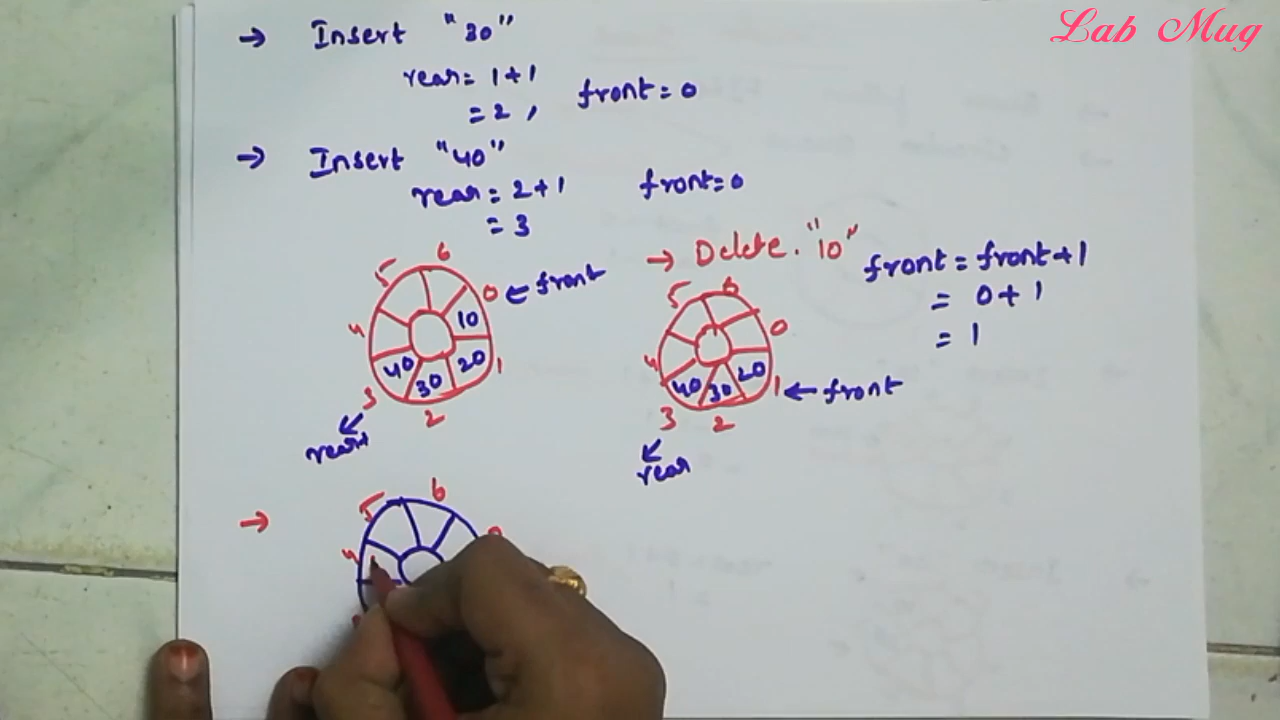 Lab Mug
→ Insert "30"
rear = 1+1
= 2, front = 0
→ Insert "40"
rear = 2+1 front = 0
= 3
→ Delete. "10" front = front+1
= 0+1
= 1
5 6 0 ← front
4 10
40 30 20 1
3 2
rear
5 6 0
4
40 30 20 1 ← front
3 2
rear
→
5 6
4